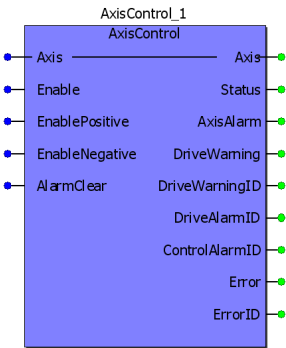 AxisControl_1
AxisControl
Axis Axis
Enable Status
EnablePositive AxisAlarm
EnableNegative DriveWarning
AlarmClear DriveWarningID
DriveAlarmID
ControlAlarmID
Error
ErrorID